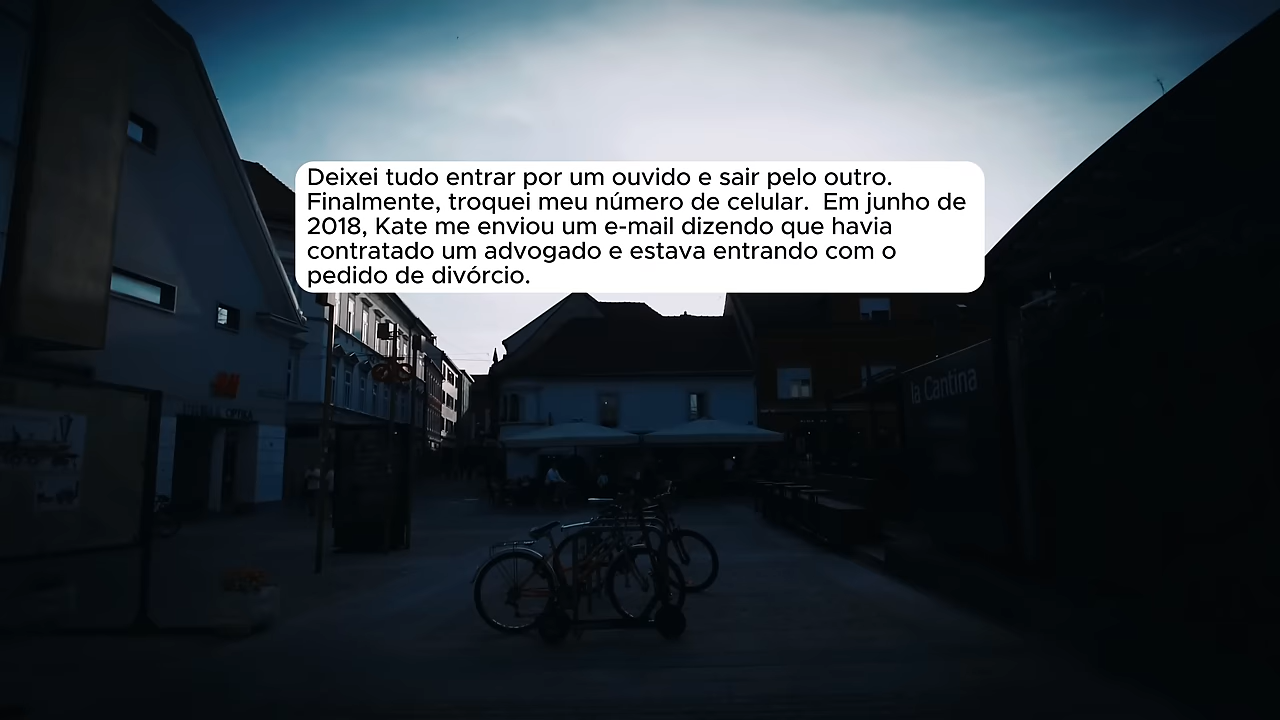 Deixei tudo entrar por um ouvido e sair pelo outro.
Finalmente, troquei meu número de celular.  Em junho de
2018, Kate me enviou um e-mail dizendo que havia
contratado um advogado e estava entrando com o
pedido de divórcio.
la Cantina